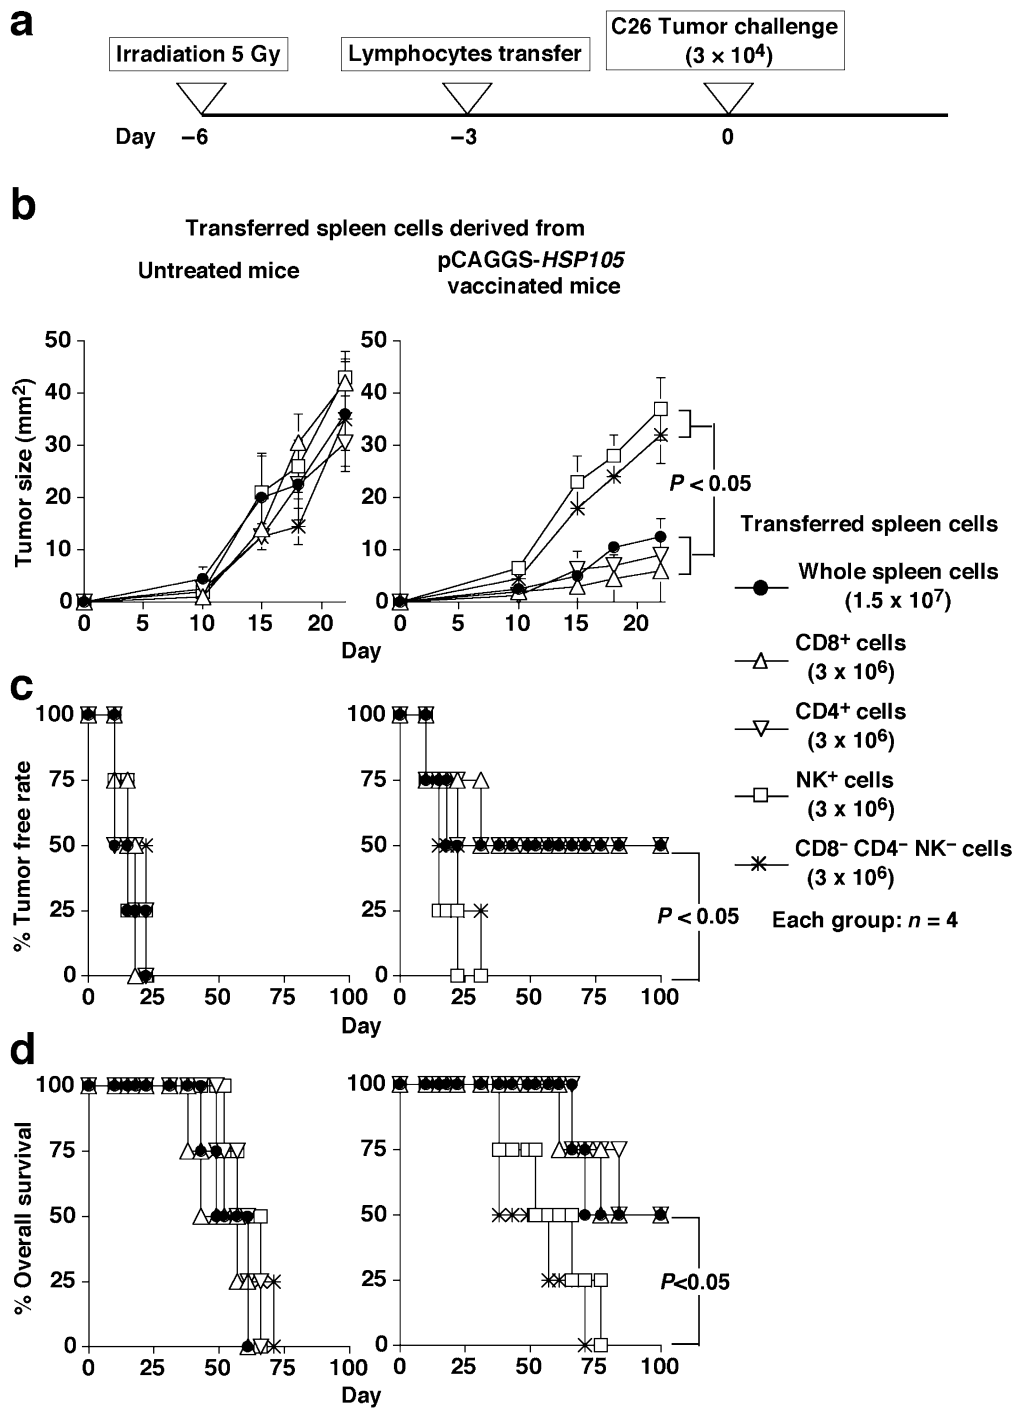 a
Irradiation 5 Gy
Lymphocytes transfer
C26 Tumor challenge
(3 × 10⁴)
Day −6 −3 0
b
Transferred spleen cells derived from
Untreated mice
pCAGGS-HSP105
vaccinated mice
Tumor size (mm²)
50
40
30
20
10
0
0 5 10 15 20
50
40
30
20
10
0
0 5 10 15 20
Day
P < 0.05
Transferred spleen cells
Whole spleen cells
(1.5 x 10⁷)
CD8⁺ cells
(3 x 10⁶)
CD4⁺ cells
(3 x 10⁶)
NK⁺ cells
(3 x 10⁶)
CD8⁻ CD4⁻ NK⁻ cells
(3 x 10⁶)
Each group: n = 4
c
% Tumor free rate
100
75
50
25
0
0 25 50 75 100
100
75
50
25
0
0 25 50 75 100
Day
P < 0.05
d
% Overall survival
100
75
50
25
0
0 25 50 75 100
100
75
50
25
0
0 25 50 75 100
Day
P<0.05